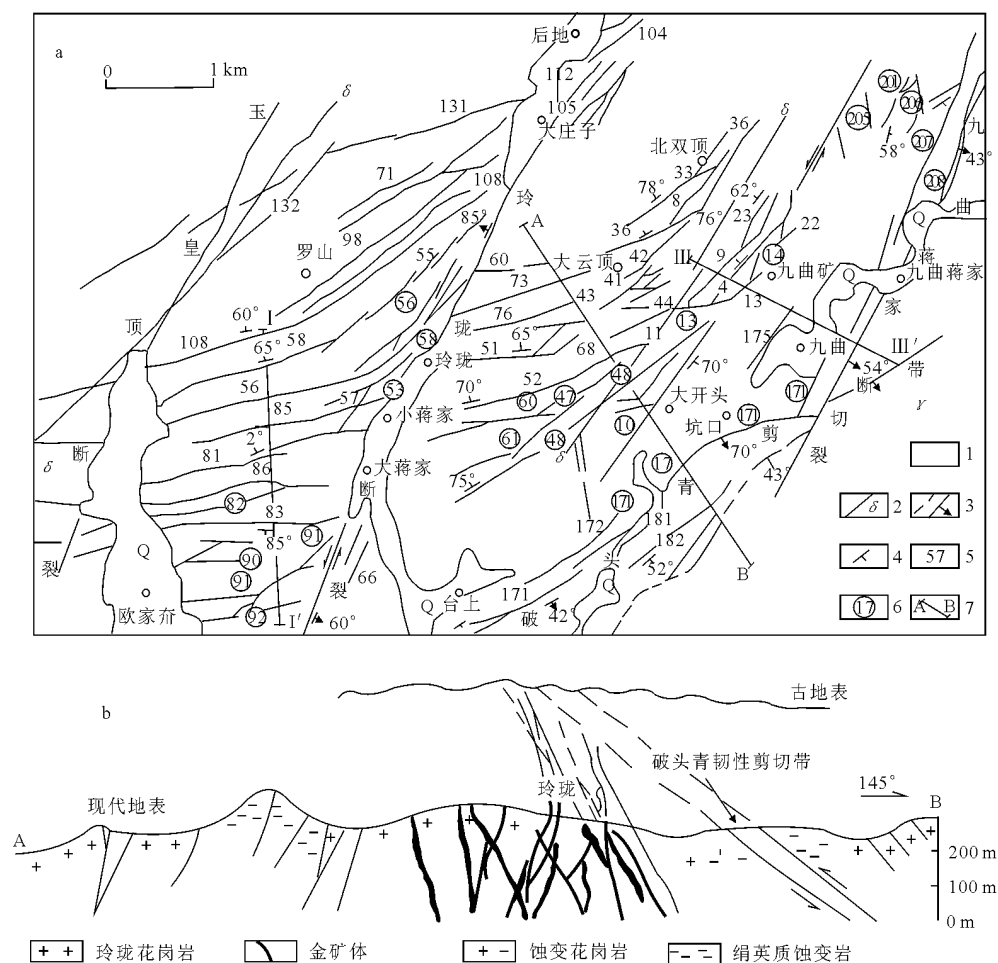 a
0 1 km
后地
104
112
105
大庄子
玉
δ
131
71
132
108
98
皇
罗山
顶
玲
A
85°
55
60
73
56
58
60°
I
65°
108
58
56
85
57
53
珑
玲珑
小蒋家
76
51
65°
43
68
70°
52
60
47
48
61
48
δ
75°
北双顶
36
33
78°
8
36
76°
62°
23
大云顶
42
41
44
III
9
4
11
13
13
14
22
九曲矿
δ
205
201
206
207
208
58°
九
43°
Q
曲
蒋
Q
九曲蒋家
家
175
九曲
III′
54°
带
断
γ
171
70°
大开头
坑口
171
剪
切
裂
70°
43°
10
17
青
171
181
182
172
52°
B
头
Q
171
破
42°
断
δ
2°
81
86
82
83
85°
91
90
91
92
I′
Q
裂
欧家夼
大蒋家
断
66
裂
60°
Q
台上
1
δ 2
3
4
57 5
17 6
A B 7
b
古地表
破头青韧性剪切带
玲珑
现代地表
145°
A
B
200 m
100 m
0 m
玲珑花岗岩
金矿体
蚀变花岗岩
绢英质蚀变岩